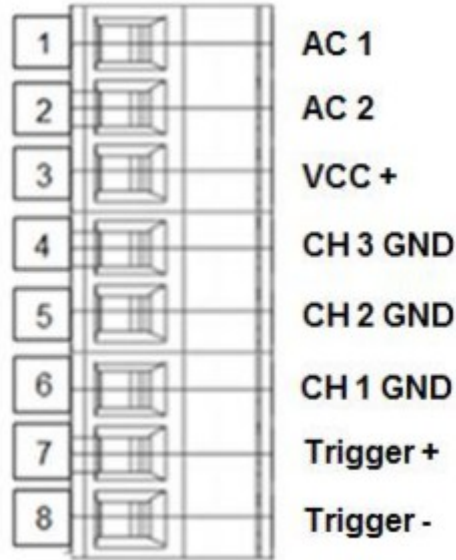 1 AC 1
2 AC 2
3 VCC +
4 CH 3 GND
5 CH 2 GND
6 CH 1 GND
7 Trigger +
8 Trigger -